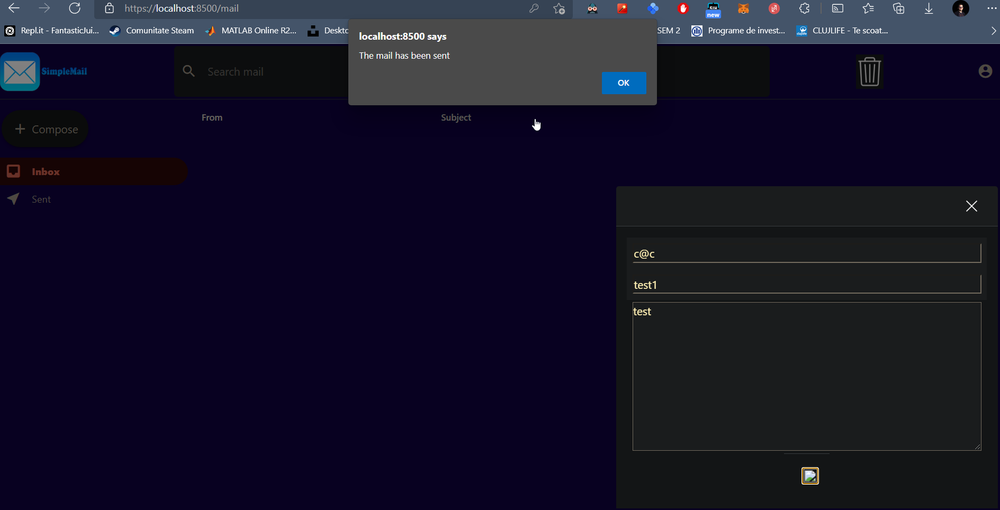 https://localhost:8500/mail
new
Repl.it - FantasticJui...
Comunitate Steam
MATLAB Online R2...
Deskto
SEM 2
Programe de invest...
CLUJLIFE - Te scoat...
localhost:8500 says
The mail has been sent
OK
SimpleMail
Search mail
Compose
From
Subject
Inbox
Sent
c@c
test1
test